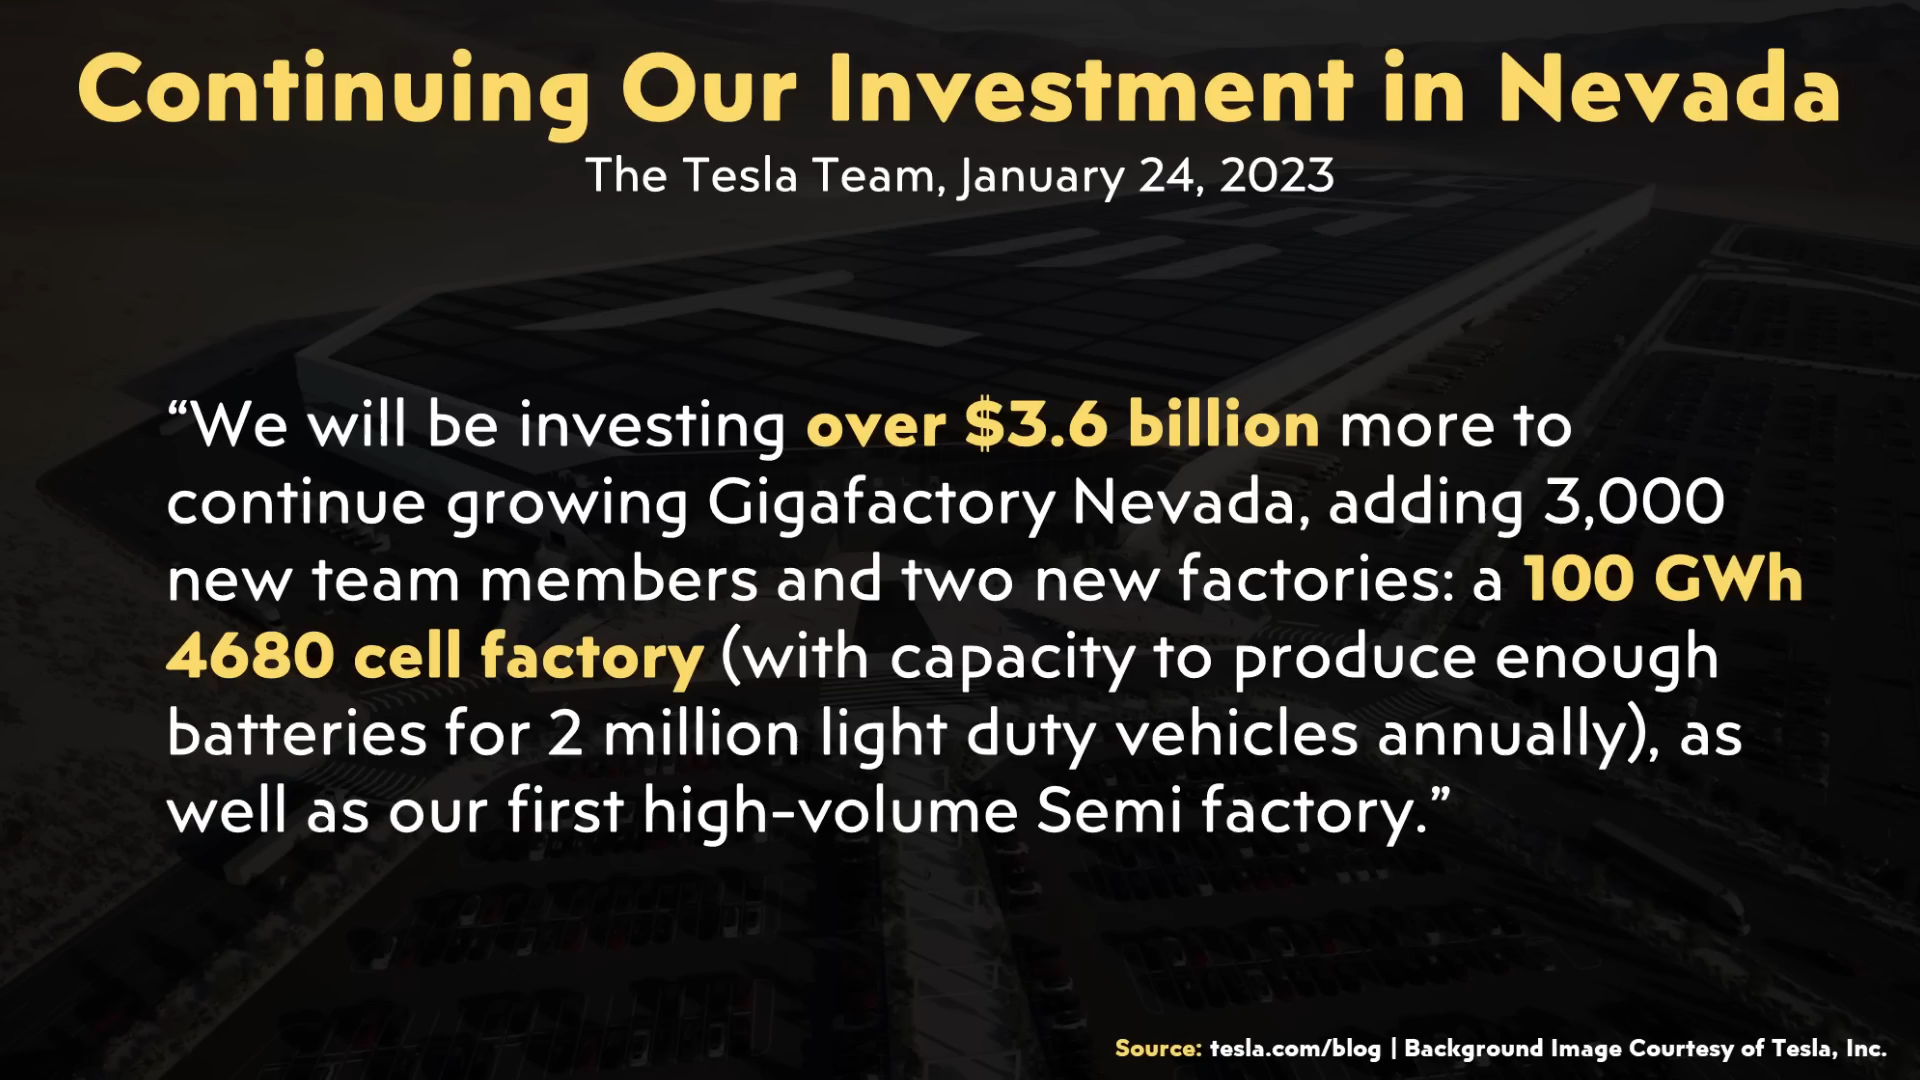 Continuing Our Investment in Nevada
The Tesla Team, January 24, 2023
“We will be investing over $3.6 billion more to
continue growing Gigafactory Nevada, adding 3,000
new team members and two new factories: a 100 GWh
4680 cell factory (with capacity to produce enough
batteries for 2 million light duty vehicles annually), as
well as our first high-volume Semi factory.”
Source: tesla.com/blog | Background Image Courtesy of Tesla, Inc.